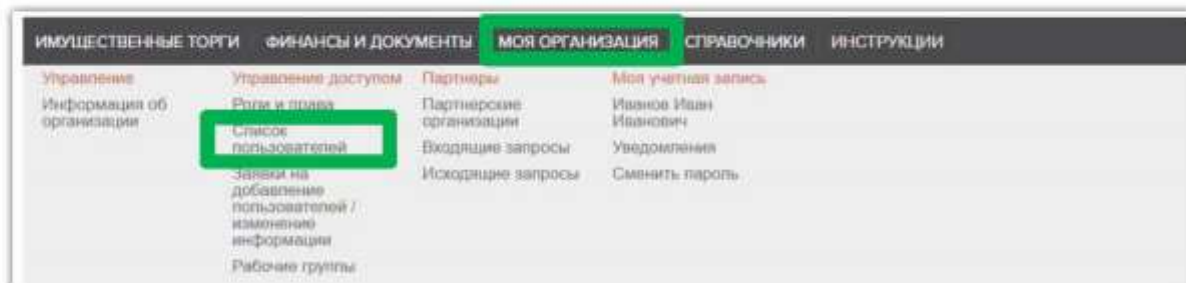 ИМУЩЕСТВЕННЫЕ ТОРГИ ФИНАНСЫ И ДОКУМЕНТЫ МОЯ ОРГАНИЗАЦИЯ СПРАВОЧНИКИ ИНСТРУКЦИИ
Управление
Информация об
организации
Управление доступом
Роли и права
Список
пользователей
Заявки на
добавление
пользователей /
изменение
информации
Рабочие группы
Партнеры
Партнерские
организации
Входящие запросы
Исходящие запросы
Моя учетная запись
Иванов Иван
Иванович
Уведомления
Сменить пароль